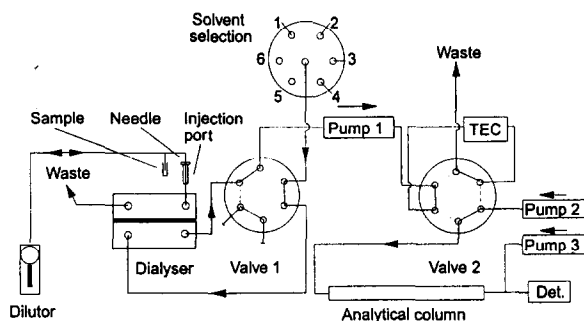 Solvent
selection
1
2
6
3
5
4
Waste
Sample
Needle
Injection
port
Pump 1
TEC
Waste
Pump 2
Pump 3
Dialyser
Valve 1
Valve 2
Dilutor
Analytical column
Det.